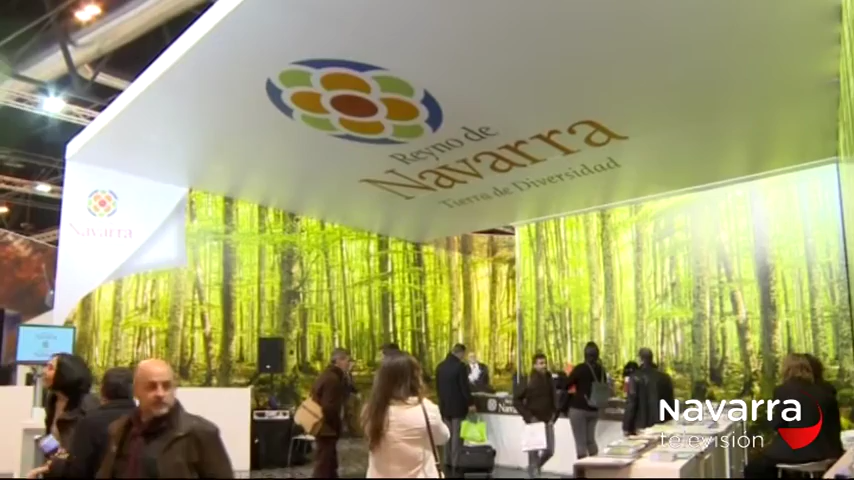 Reyno de
Navarra
Tierra de Diversidad
Navarra
Navarra
televisión